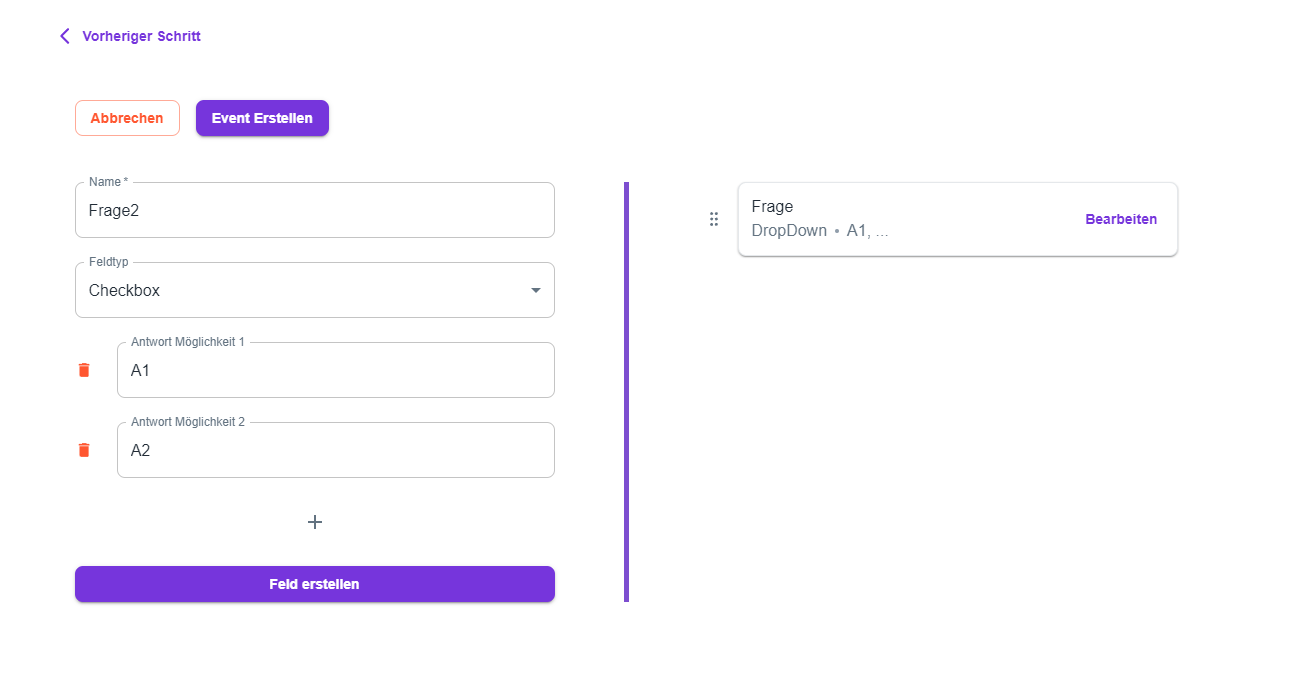 Vorheriger Schritt
Abbrechen
Event Erstellen
Name *
Frage2
Feldtyp
Checkbox
Antwort Möglichkeit 1
A1
Antwort Möglichkeit 2
A2
+
Feld erstellen
Frage
DropDown • A1, ...
Bearbeiten